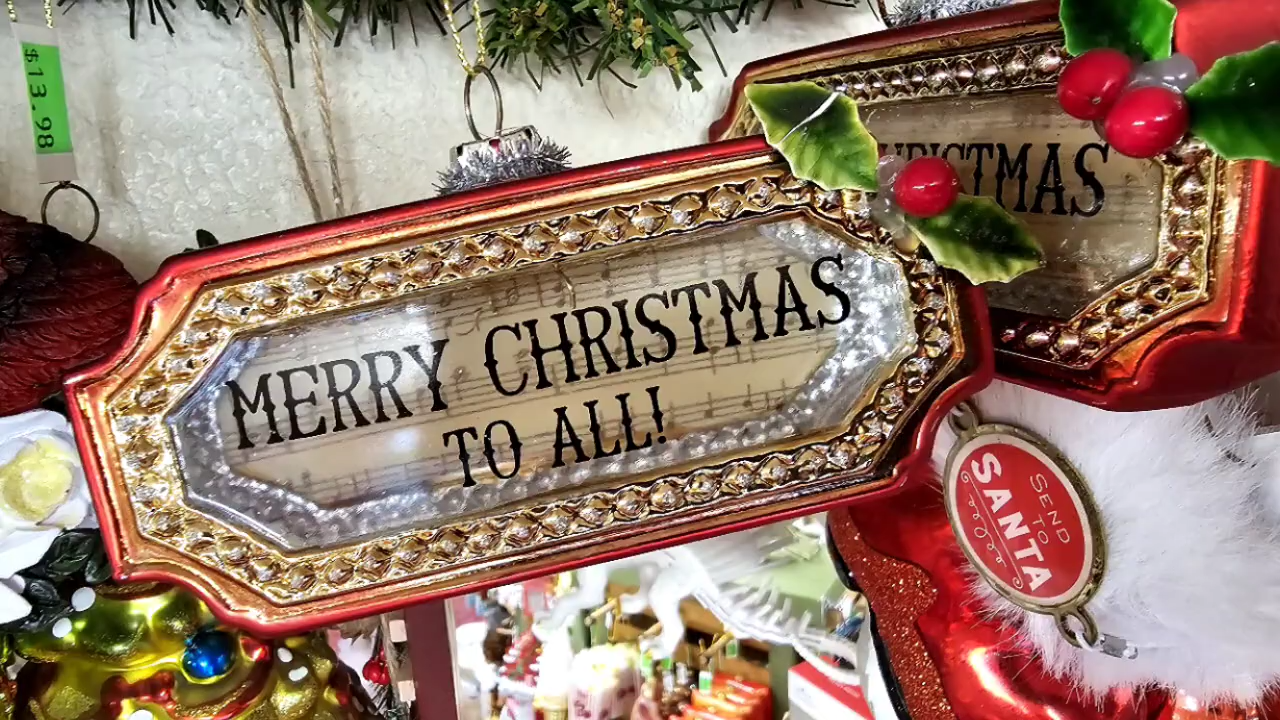 $13.98
MERRY CHRISTMAS
TO ALL!
CHRISTMAS
SEND
TO
SANTA